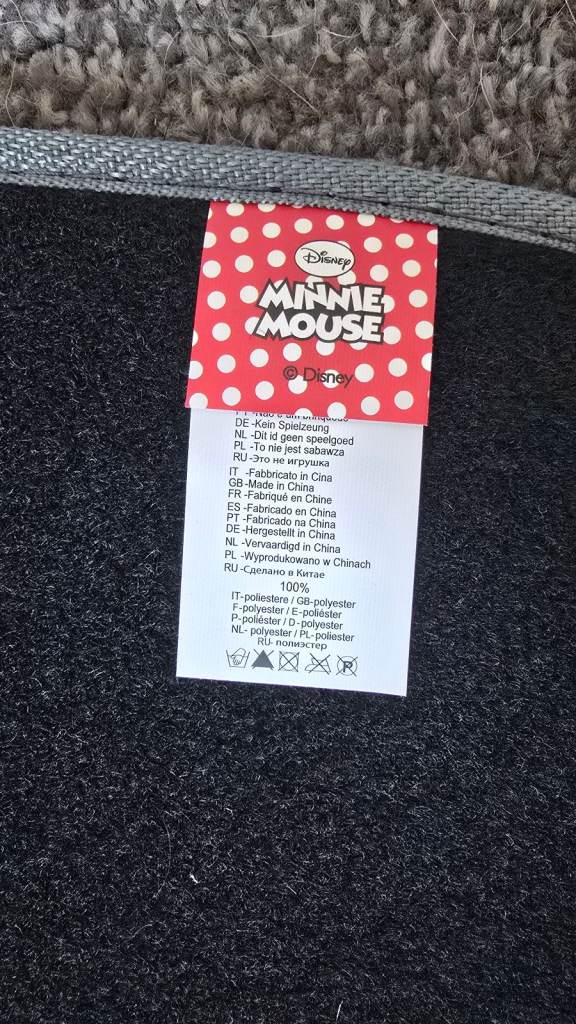 Disney
MINNIE
MOUSE
© Disney
DE -Kein Spielzeung
NL -Dit id geen speelgoed
PL -To nie jest sabawza
RU -Это не игрушка
IT -Fabbricato in Cina
GB-Made in China
FR -Fabriqué en Chine
ES -Fabricado en China
PT -Fabricado na China
DE -Hergestellt in China
NL -Vervaardigd in China
PL -Wyprodukowano w Chinach
RU -Сделано в Китае
100%
IT-poliestere / GB-polyester
F-polyester / E-poliéster
P-poliéster / D-polyester
NL- polyester / PL-poliester
RU- полиэстер
P